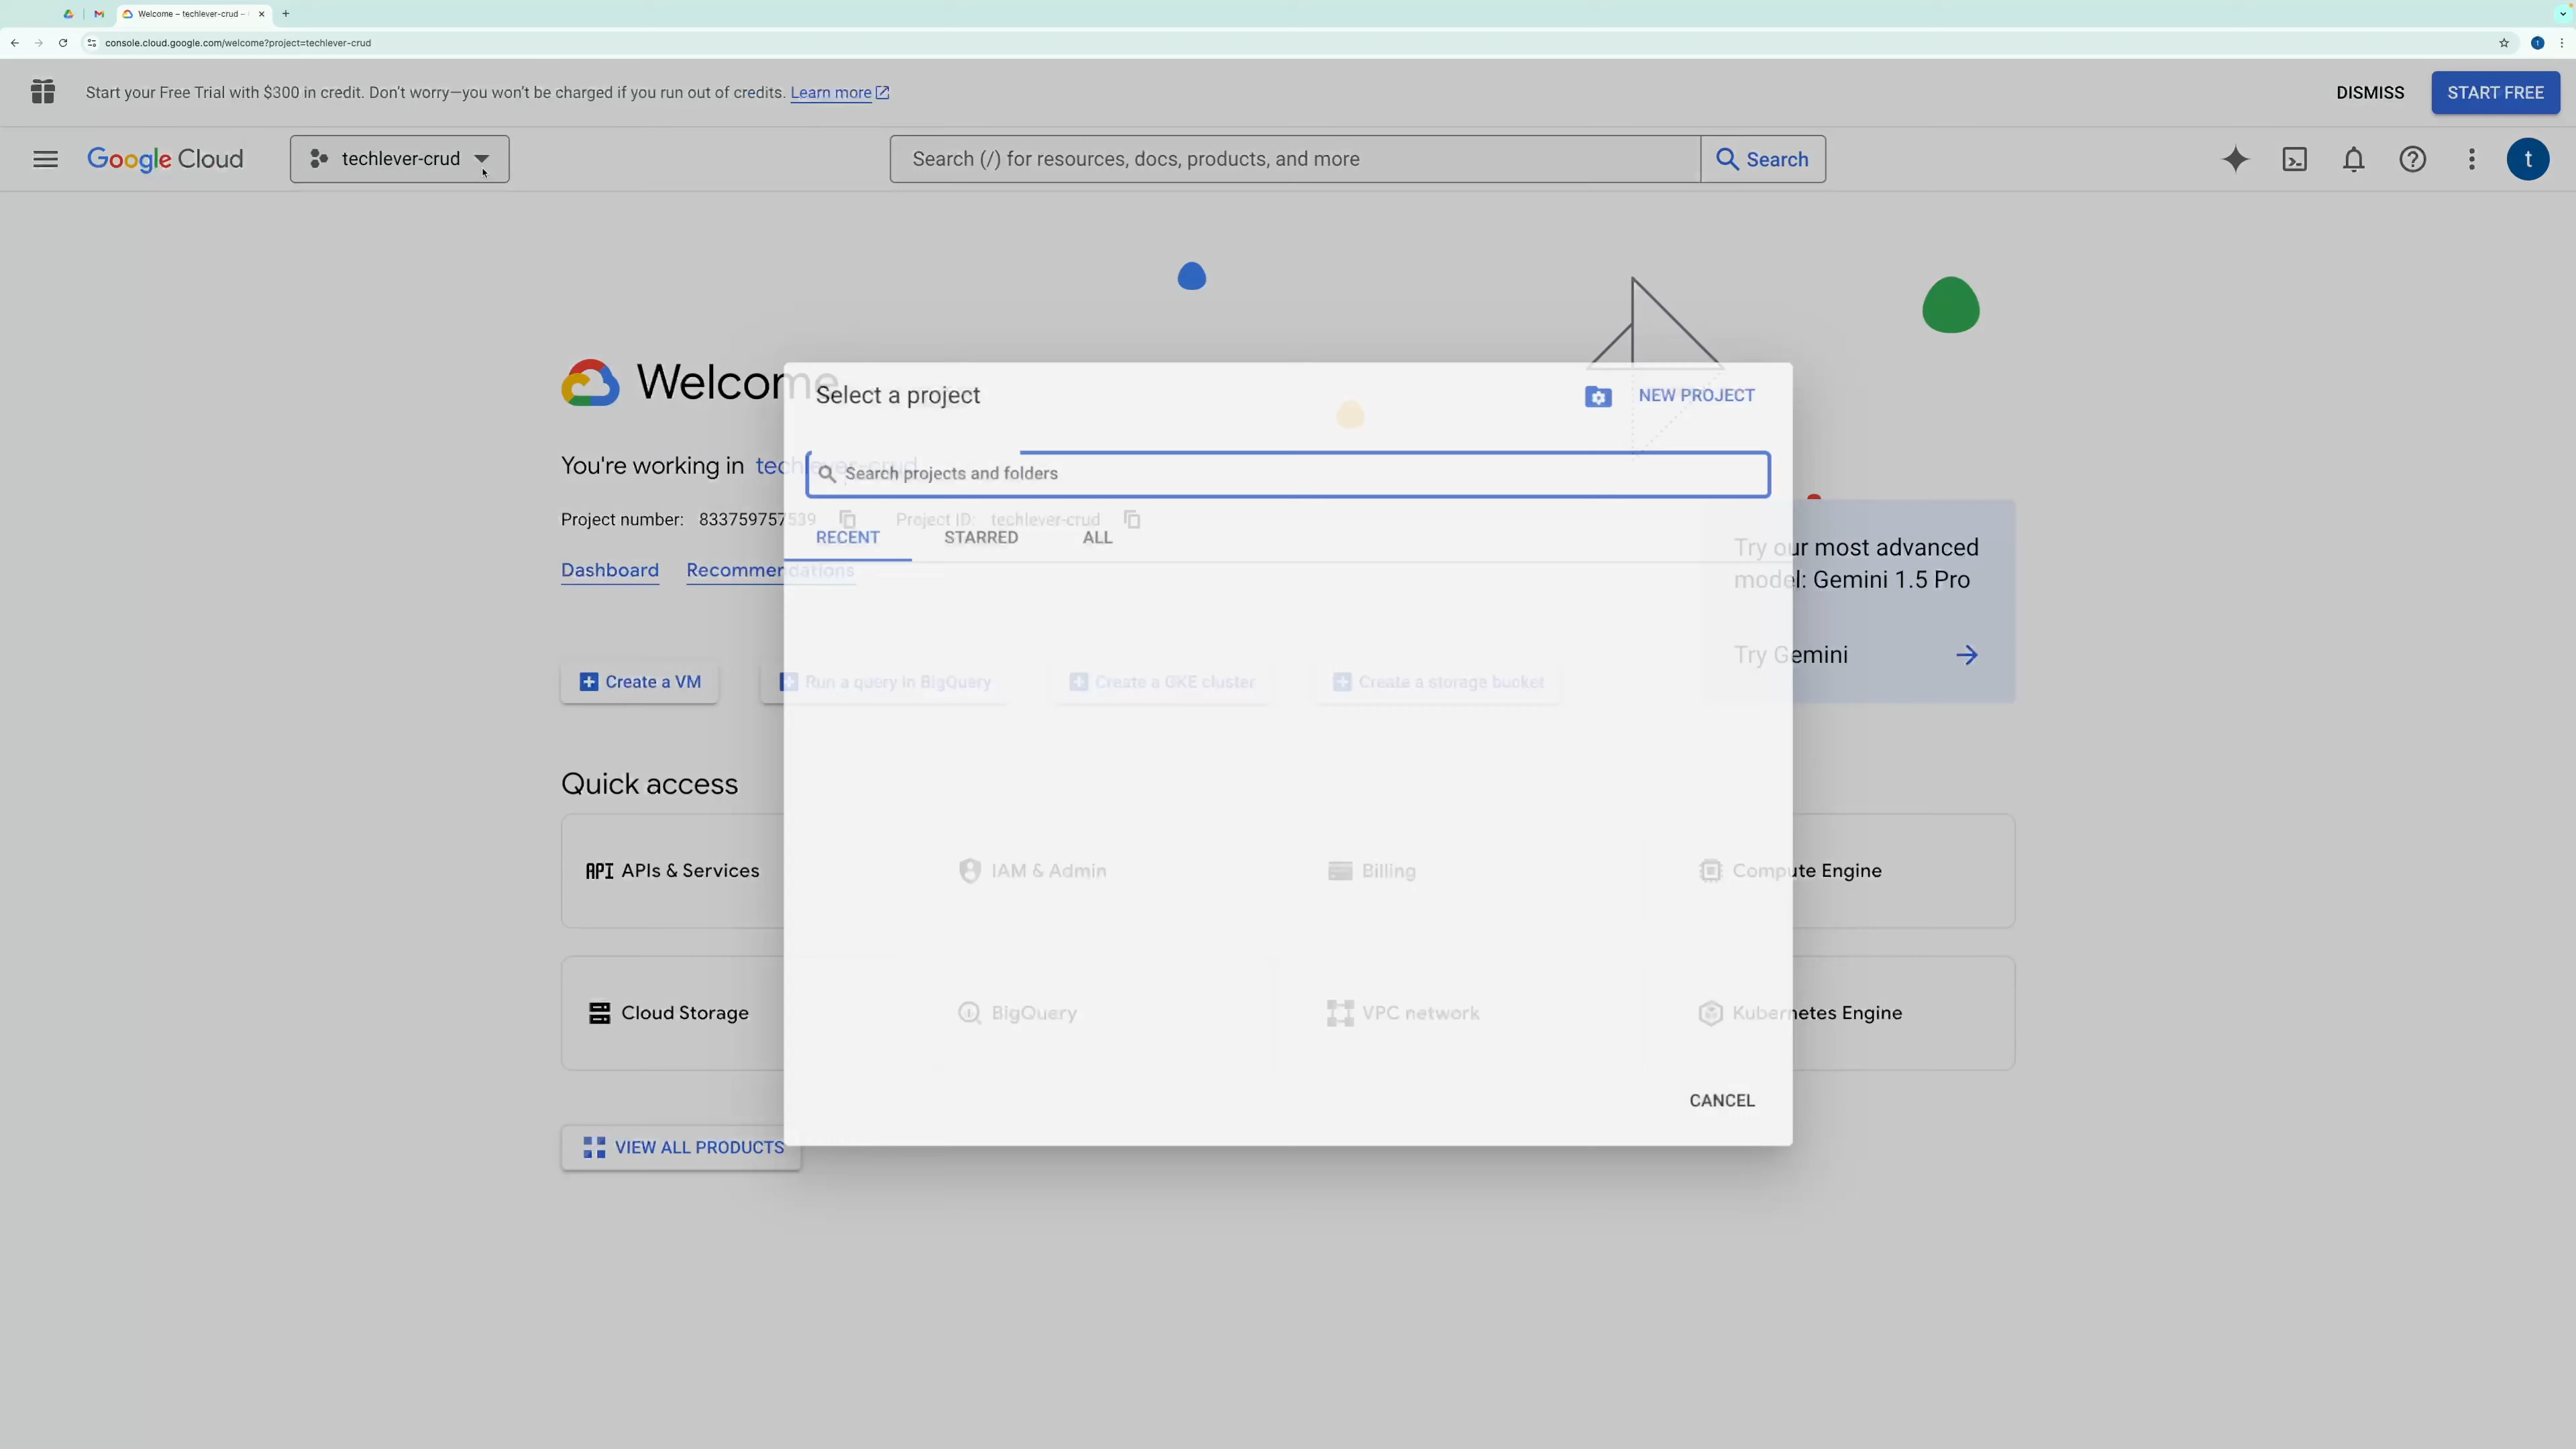 Welcome – techlever-crud –
console.cloud.google.com/welcome?project=techlever-crud
Start your Free Trial with $300 in credit. Don't worry—you won't be charged if you run out of credits. Learn more
DISMISS
START FREE
Google Cloud
techlever-crud
Search (/) for resources, docs, products, and more
Search
t
Welcome
Select a project
NEW PROJECT
You're working in techlever-crud
Search projects and folders
Project number: 833759757539
Project ID: techlever-crud
RECENT
STARRED
ALL
Dashboard
Recommendations
Try our most advanced
model: Gemini 1.5 Pro
Try Gemini
Create a VM
Run a query in BigQuery
Create a GKE cluster
Create a storage bucket
Quick access
API APIs & Services
IAM & Admin
Billing
Compute Engine
Cloud Storage
BigQuery
VPC network
Kubernetes Engine
CANCEL
VIEW ALL PRODUCTS